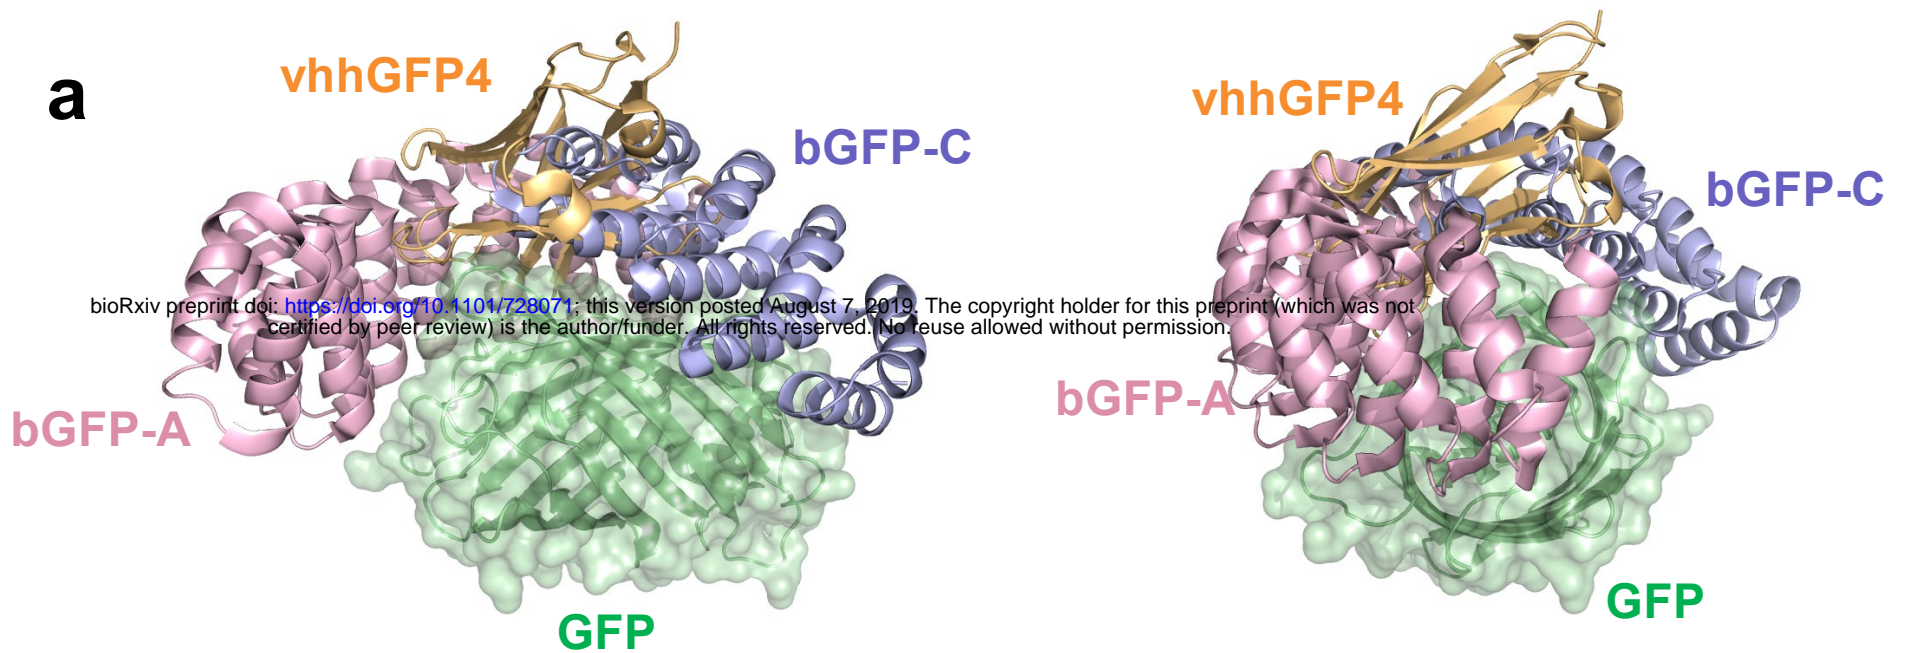 a
vhhGFP4
bGFP-C
bGFP-A
GFP
vhhGFP4
bGFP-C
bGFP-A
GFP
bioRxiv preprint doi: https://doi.org/10.1101/728071; this version posted August 7, 2019. The copyright holder for this preprint (which was not
certified by peer review) is the author/funder. All rights reserved. No reuse allowed without permission.